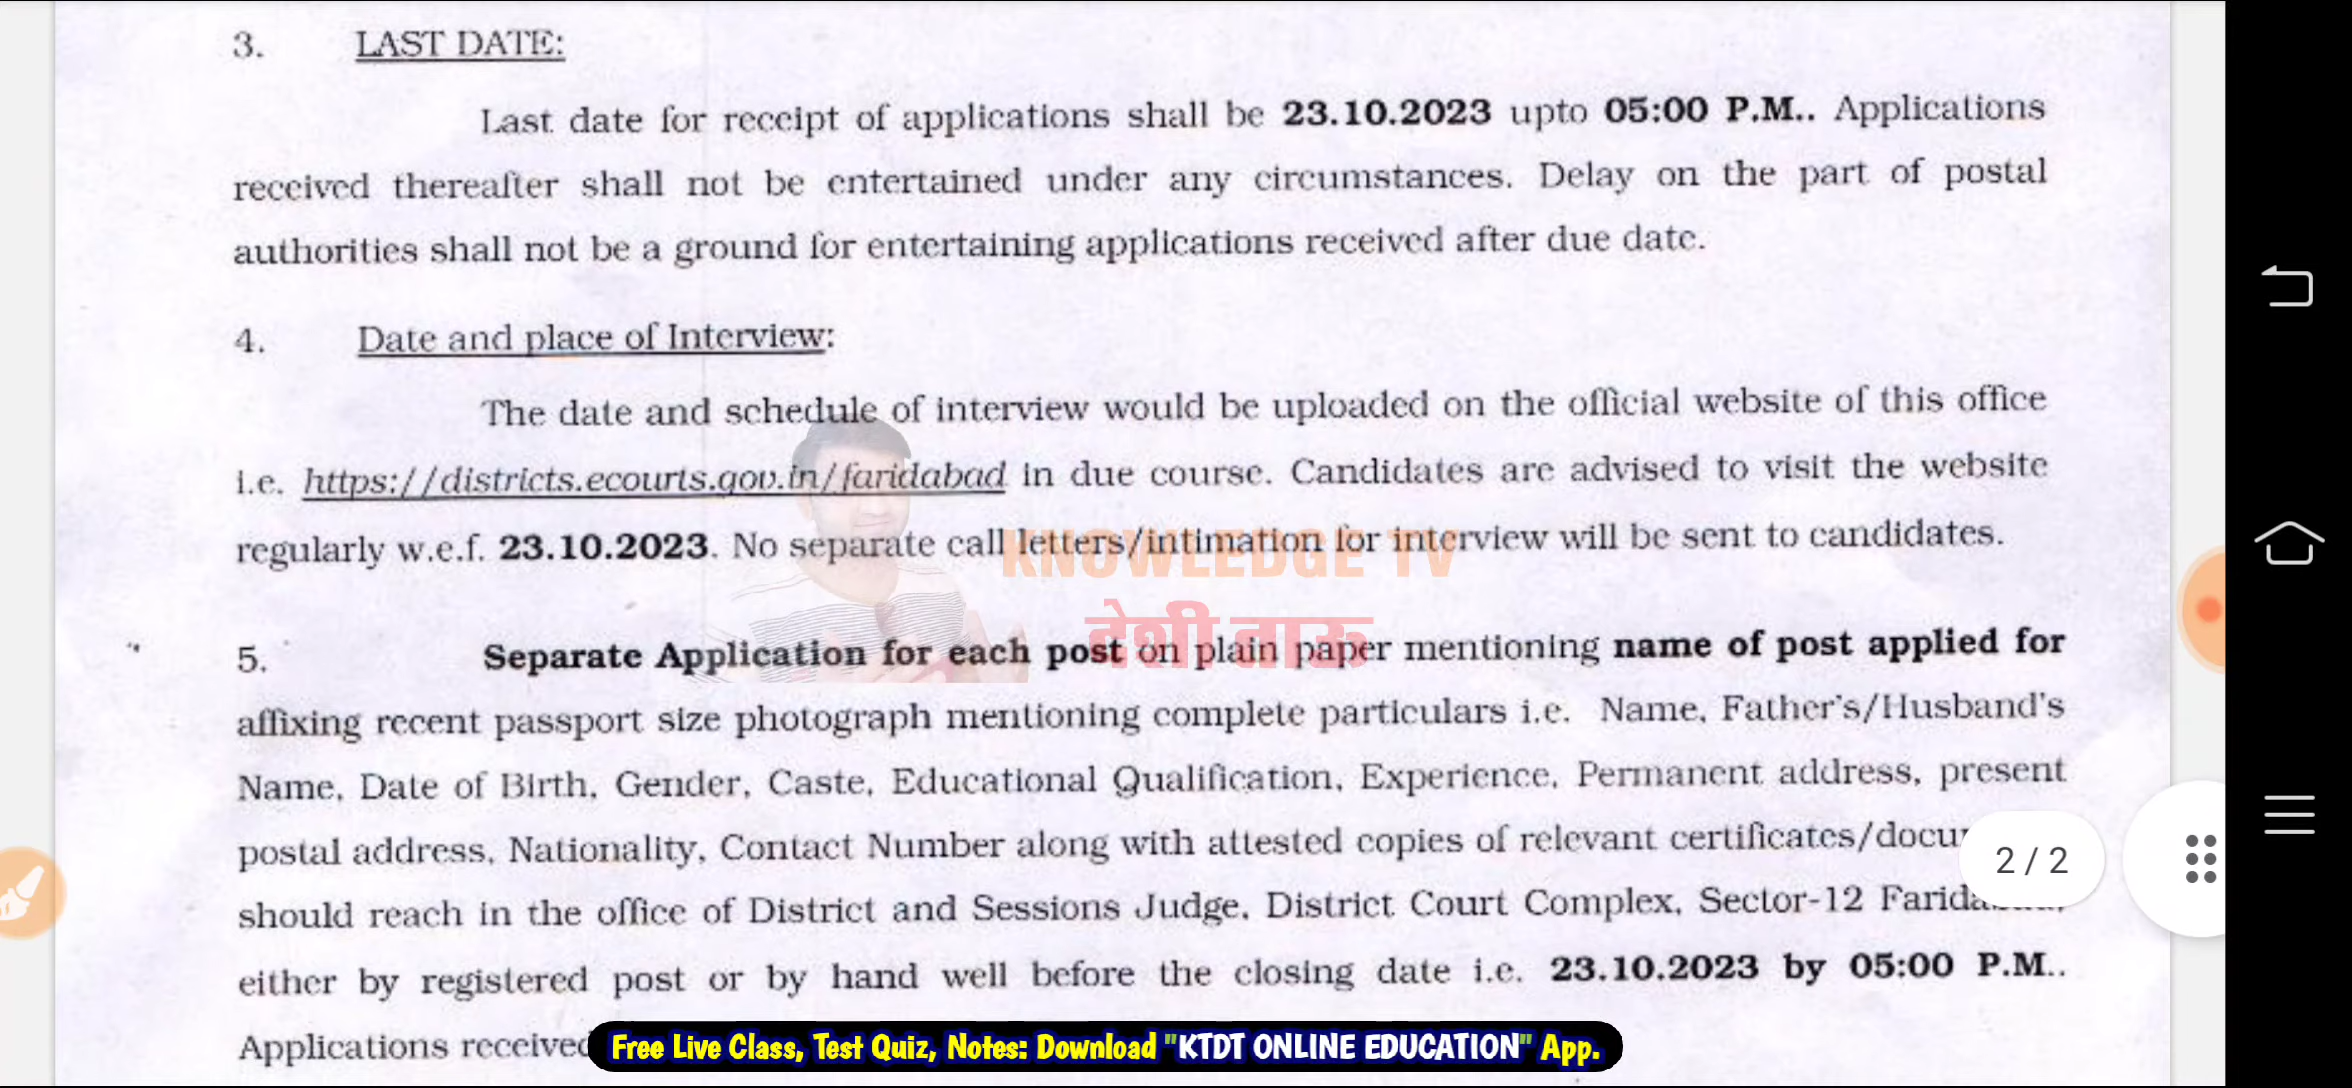 3. LAST DATE:
Last date for receipt of applications shall be 23.10.2023 upto 05:00 P.M.. Applications
received thereafter shall not be entertained under any circumstances. Delay on the part of postal
authorities shall not be a ground for entertaining applications received after due date.
4. Date and place of Interview:
The date and schedule of interview would be uploaded on the official website of this office
i.e. https://districts.ecourts.gov.in/faridabad in due course. Candidates are advised to visit the website
regularly w.e.f. 23.10.2023. No separate call letters/intimation for interview will be sent to candidates.
KNOWLEDGE TV
देशी ताऊ
5. Separate Application for each post on plain paper mentioning name of post applied for
affixing recent passport size photograph mentioning complete particulars i.e. Name, Father's/Husband's
Name, Date of Birth, Gender, Caste, Educational Qualification, Experience, Permanent address, present
postal address, Nationality, Contact Number along with attested copies of relevant certificates/docu
2 / 2
should reach in the office of District and Sessions Judge, District Court Complex, Sector-12
either by registered post or by hand well before the closing date i.e. 23.10.2023 by 05:00 P.M..
Applications received
Free Live Class, Test Quiz, Notes: Download "KTDT ONLINE EDUCATION" App.